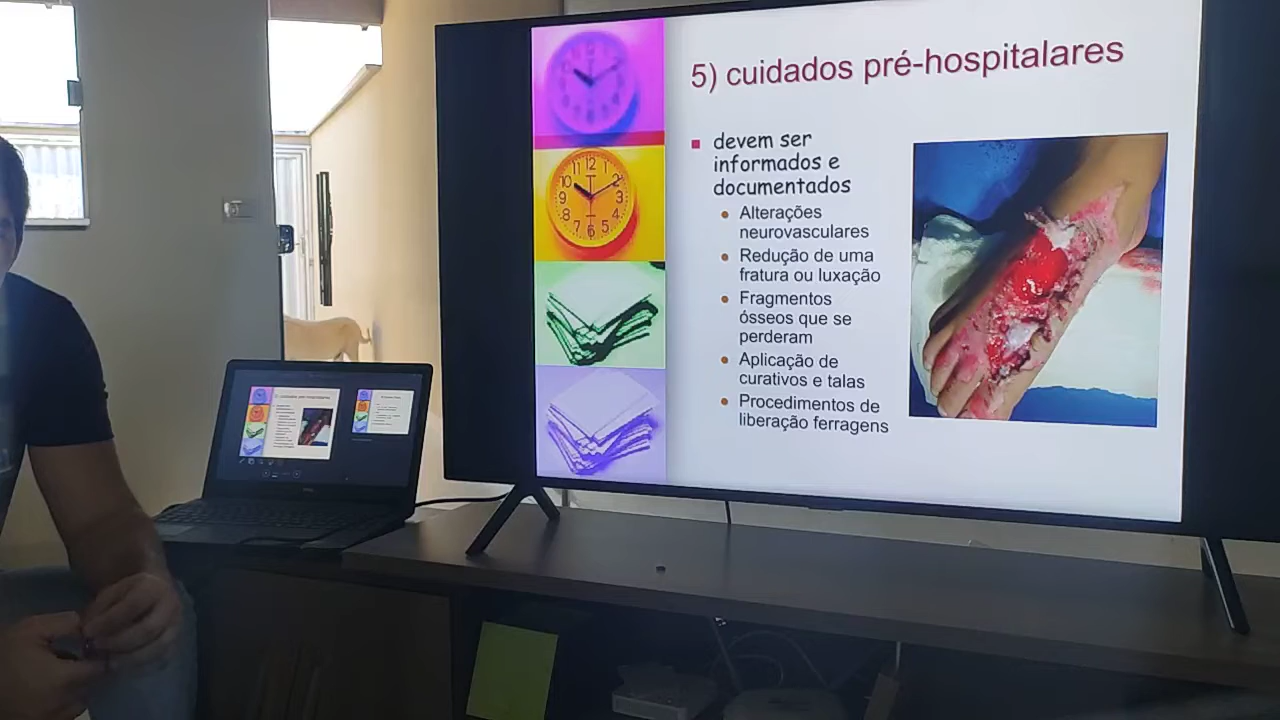 5) cuidados pré-hospitalares
devem ser
informados e
documentados
Alterações
neurovasculares
Redução de uma
fratura ou luxação
Fragmentos
ósseos que se
perderam
Aplicação de
curativos e talas
Procedimentos de
liberação ferragens